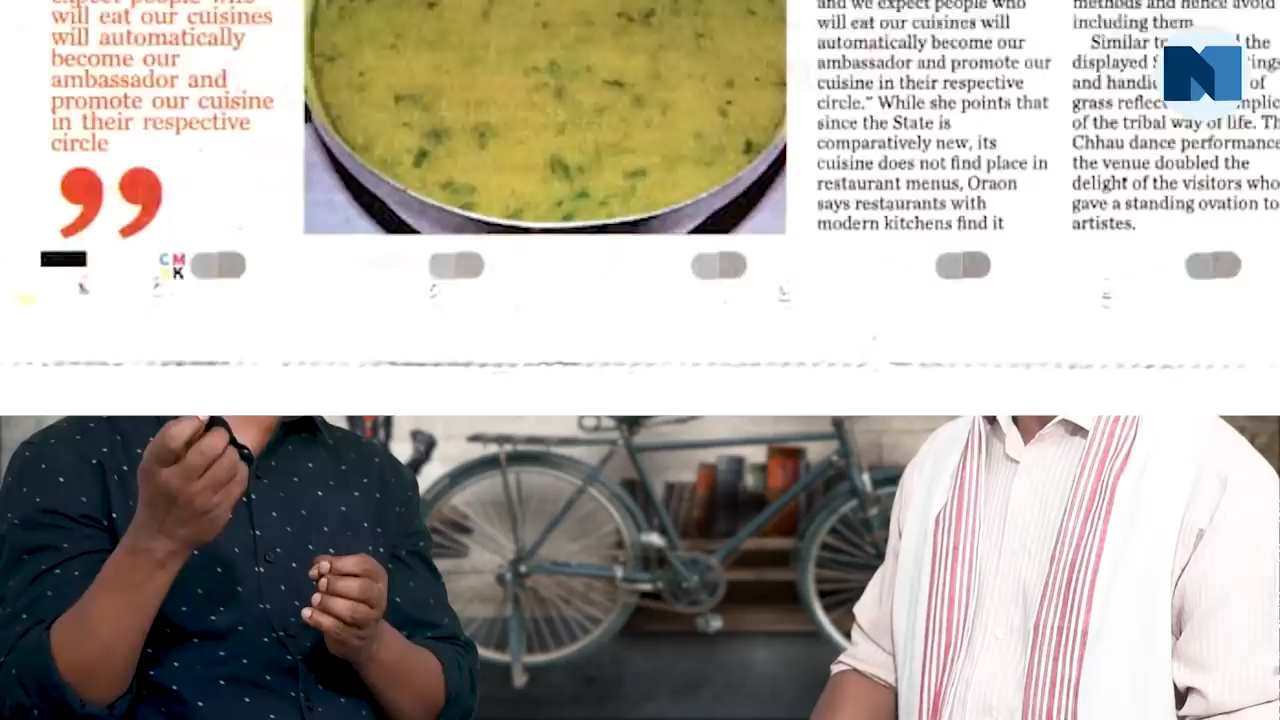 will eat our cuisines
will automatically
become our
ambassador and
promote our cuisine
in their respective
circle
”
and we expect people who
will eat our cuisines will
automatically become our
ambassador and promote our
cuisine in their respective
circle." While she points that
since the State is
comparatively new, its
cuisine does not find place in
restaurant menus, Oraon
says restaurants with
modern kitchens find it
methods and hence avoid
including them.
Similar the
displayed
and handi of
grass reflec
of the tribal way of life. Th
Chhau dance performance
the venue doubled the
delight of the visitors who
gave a standing ovation to
artistes.
CM
K
N